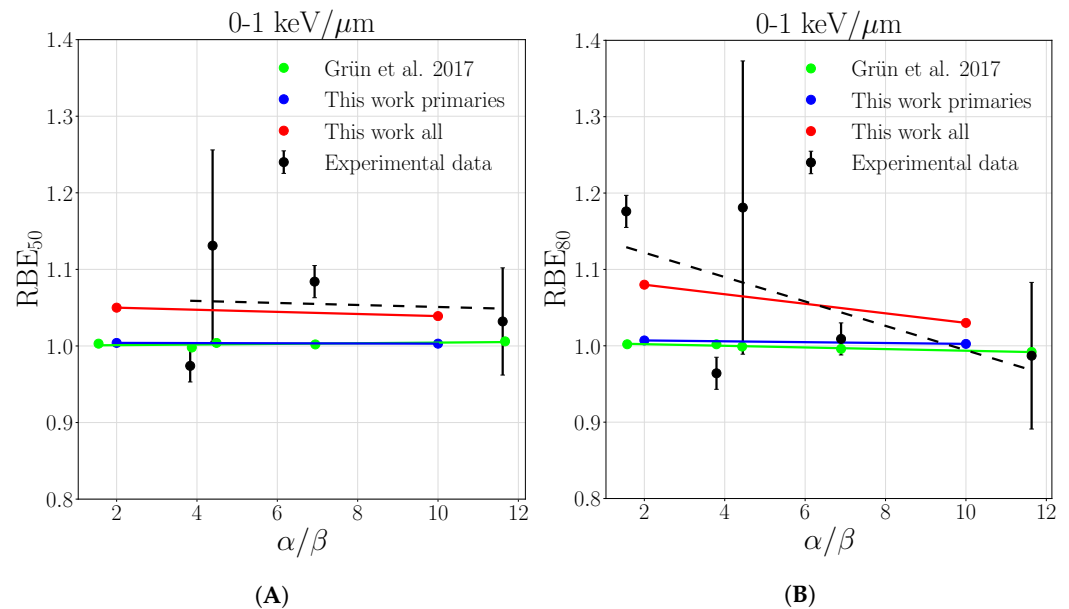 0-1 keV/μm
1.4
1.3
1.2
1.1
1.0
0.9
0.8
RBE50
Grün et al. 2017
This work primaries
This work all
Experimental data
2 4 6 8 10 12
α/β
(A)
0-1 keV/μm
1.4
1.3
1.2
1.1
1.0
0.9
0.8
RBE80
Grün et al. 2017
This work primaries
This work all
Experimental data
2 4 6 8 10 12
α/β
(B)